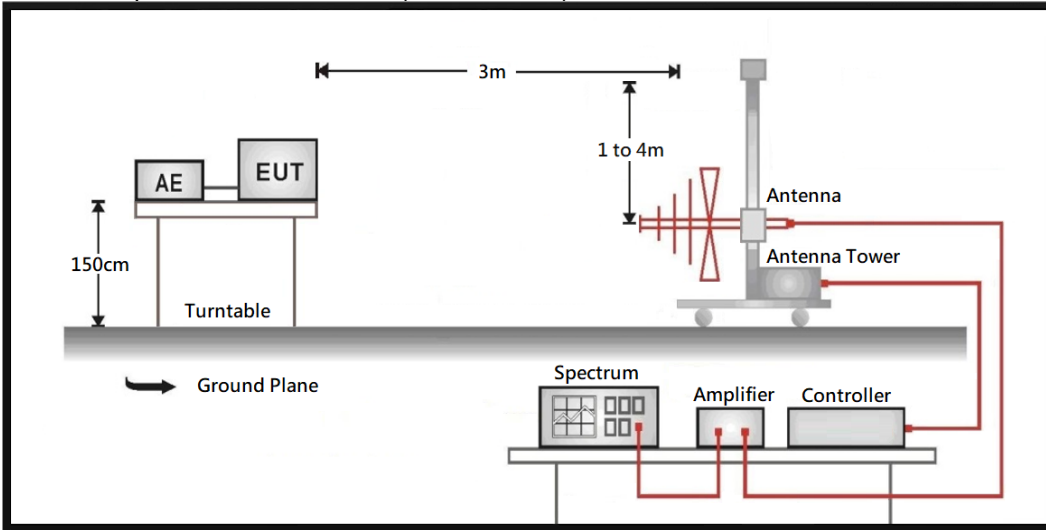 3m
1 to 4m
AE
EUT
Antenna
150cm
Antenna Tower
Turntable
Ground Plane
Spectrum
Amplifier
Controller